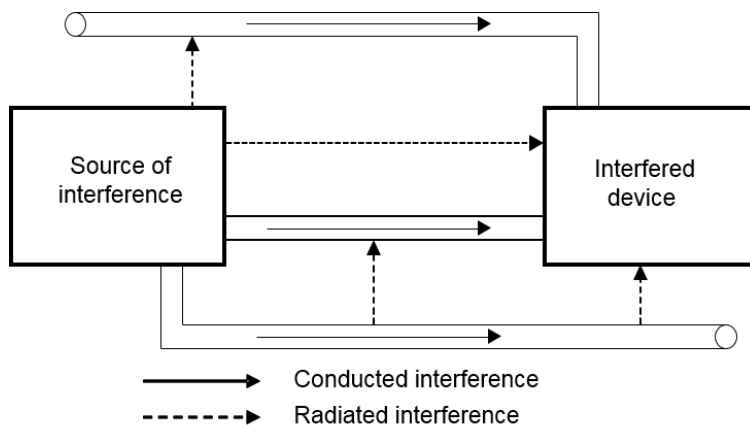 Source of
interference
Interfered
device
Conducted interference
Radiated interference